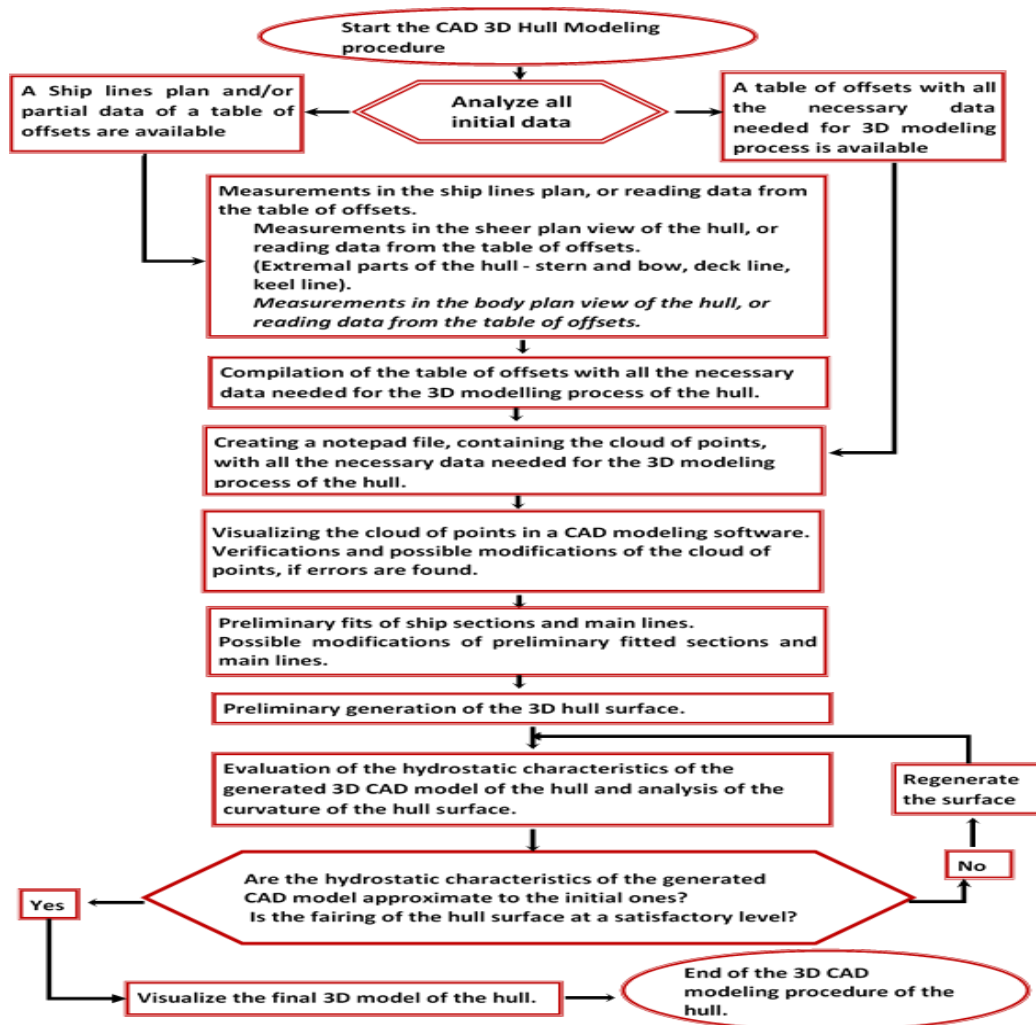 Start the CAD 3D Hull Modeling
procedure
A Ship lines plan and/or
partial data of a table of
offsets are available
Analyze all
initial data
A table of offsets with all
the necessary data
needed for 3D modeling
process is available
Measurements in the ship lines plan, or reading data from
the table of offsets.
Measurements in the sheer plan view of the hull, or
reading data from the table of offsets.
(Extremal parts of the hull - stern and bow, deck line,
keel line).
Measurements in the body plan view of the hull, or
reading data from the table of offsets.
Compilation of the table of offsets with all the necessary
data needed for the 3D modelling process of the hull.
Creating a notepad file, containing the cloud of points,
with all the necessary data needed for the 3D modeling
process of the hull.
Visualizing the cloud of points in a CAD modeling software.
Verifications and possible modifications of the cloud of
points, if errors are found.
Preliminary fits of ship sections and main lines.
Possible modifications of preliminary fitted sections and
main lines.
Preliminary generation of the 3D hull surface.
Evaluation of the hydrostatic characteristics of the
generated 3D CAD model of the hull and analysis of the
curvature of the hull surface.
Regenerate
the surface
No
Are the hydrostatic characteristics of the generated
CAD model approximate to the initial ones?
Is the fairing of the hull surface at a satisfactory level?
Yes
Visualize the final 3D model of the hull.
End of the 3D CAD
modeling procedure of the
hull.